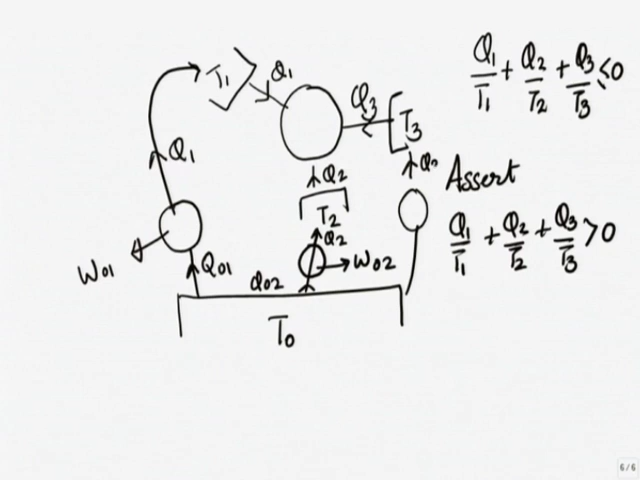 T1 Q1
Q3
T3
Q1/T1 + Q2/T2 + Q3/T3 ≤ 0
Q1
Q2
Assert
T2
Q2
Q1/T1 + Q2/T2 + Q3/T3 > 0
W01
Q01
Q02
W02
T0
6/6